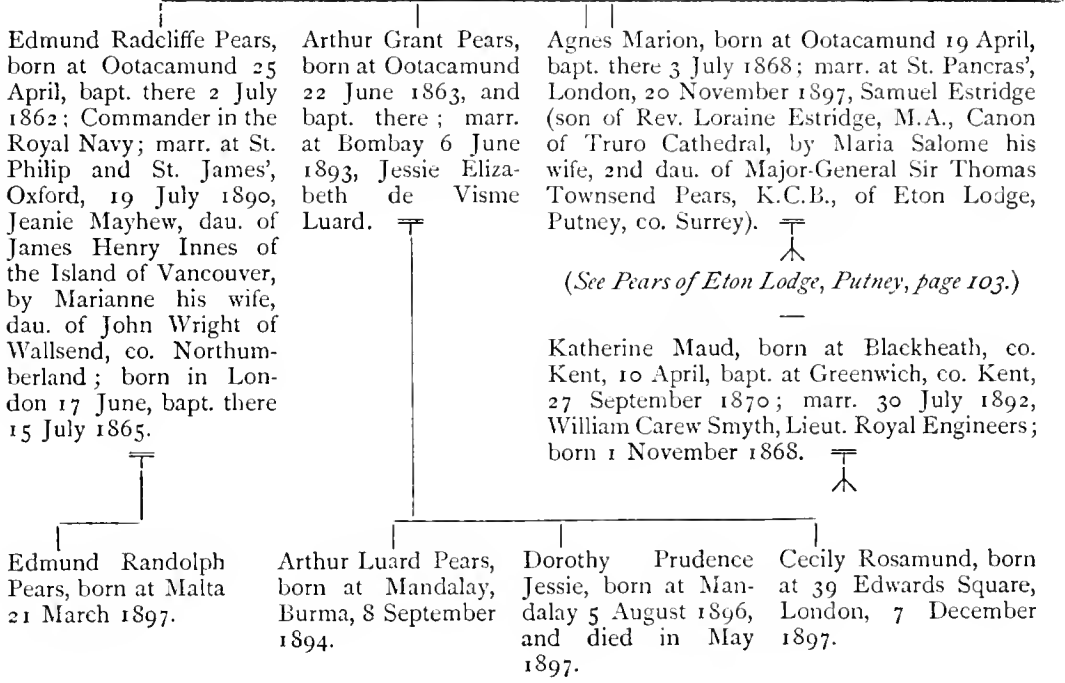 Edmund Radcliffe Pears,
born at Ootacamund 25
April, bapt. there 2 July
1862; Commander in the
Royal Navy; marr. at St.
Philip and St. James',
Oxford, 19 July 1890,
Jeanie Mayhew, dau. of
James Henry Innes of
the Island of Vancouver,
by Marianne his wife,
dau. of John Wright of
Wallsend, co. Northum-
berland; born in Lon-
don 17 June, bapt. there
15 July 1865.
Arthur Grant Pears,
born at Ootacamund
22 June 1863, and
bapt. there; marr.
at Bombay 6 June
1893, Jessie Eliza-
beth de Visme
Luard.
Agnes Marion, born at Ootacamund 19 April,
bapt. there 3 July 1868; marr. at St. Pancras',
London, 20 November 1897, Samuel Estridge
(son of Rev. Loraine Estridge, M.A., Canon
of Truro Cathedral, by Maria Salome his
wife, 2nd dau. of Major-General Sir Thomas
Townsend Pears, K.C.B., of Eton Lodge,
Putney, co. Surrey).
(See Pears of Eton Lodge, Putney, page 103.)
Katherine Maud, born at Blackheath, co.
Kent, 10 April, bapt. at Greenwich, co. Kent,
27 September 1870; marr. 30 July 1892,
William Carew Smyth, Lieut. Royal Engineers;
born 1 November 1868.
Edmund Randolph
Pears, born at Malta
21 March 1897.
Arthur Luard Pears,
born at Mandalay,
Burma, 8 September
1894.
Dorothy Prudence
Jessie, born at Man-
dalay 5 August 1896,
and died in May
1897.
Cecily Rosamund, born
at 39 Edwards Square,
London, 7 December
1897.